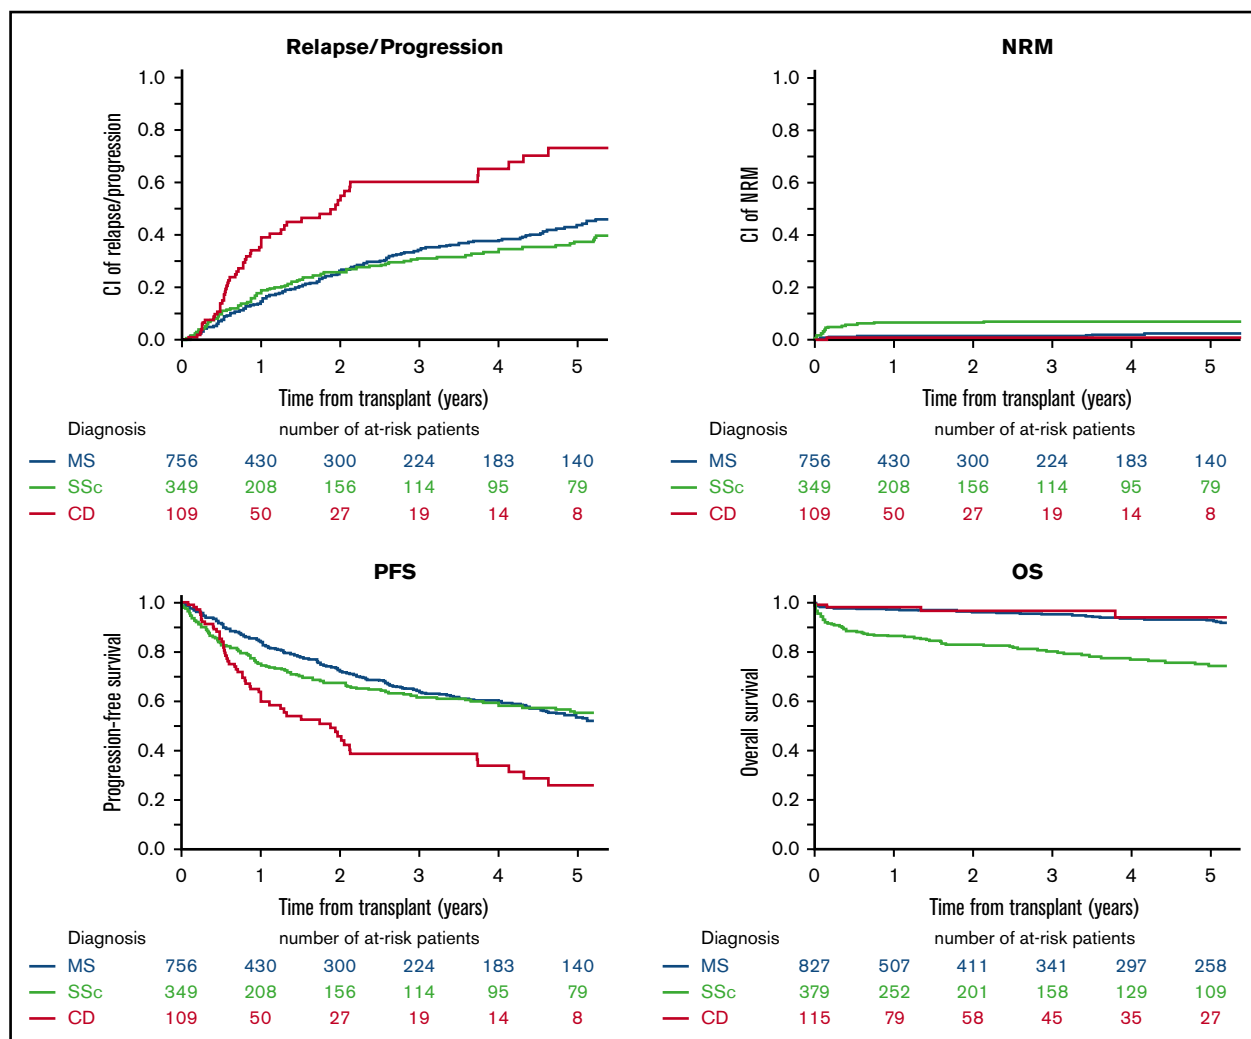 Relapse/Progression
CI of relapse/progression
1.0
0.8
0.6
0.4
0.2
0.0
0 1 2 3 4 5
Time from transplant (years)
Diagnosis number of at-risk patients
MS 756 430 300 224 183 140
SSc 349 208 156 114 95 79
CD 109 50 27 19 14 8
NRM
CI of NRM
1.0
0.8
0.6
0.4
0.2
0.0
0 1 2 3 4 5
Time from transplant (years)
Diagnosis number of at-risk patients
MS 756 430 300 224 183 140
SSc 349 208 156 114 95 79
CD 109 50 27 19 14 8
PFS
Progression-free survival
1.0
0.8
0.6
0.4
0.2
0.0
0 1 2 3 4 5
Time from transplant (years)
Diagnosis number of at-risk patients
MS 756 430 300 224 183 140
SSc 349 208 156 114 95 79
CD 109 50 27 19 14 8
OS
Overall survival
1.0
0.8
0.6
0.4
0.2
0.0
0 1 2 3 4 5
Time from transplant (years)
Diagnosis number of at-risk patients
MS 827 507 411 341 297 258
SSc 379 252 201 158 129 109
CD 115 79 58 45 35 27